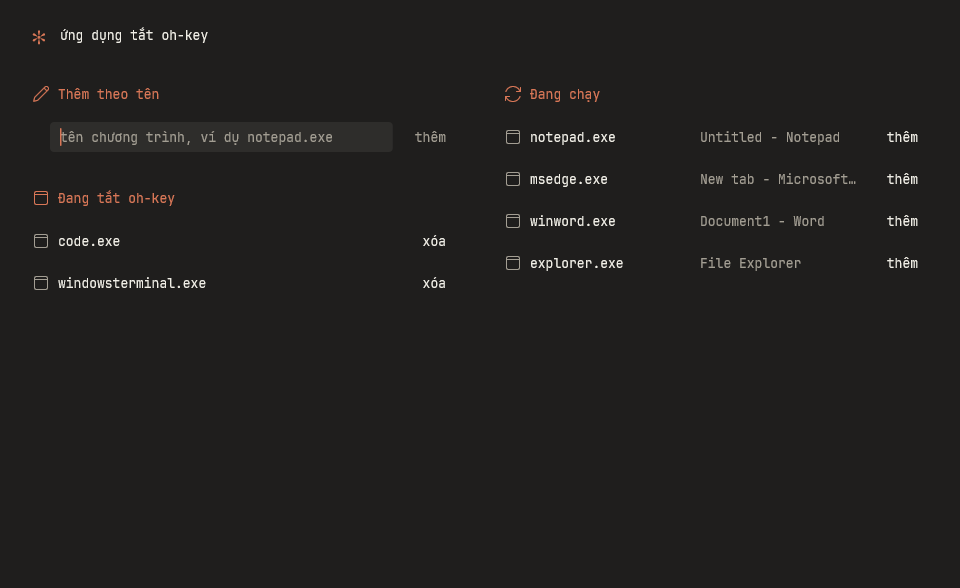 ứng dụng tắt oh-key
Thêm theo tên
tên chương trình, ví dụ notepad.exe thêm
Đang tắt oh-key
code.exe xóa
windowsterminal.exe xóa
Đang chạy
notepad.exe Untitled - Notepad thêm
msedge.exe New tab - Microsoft… thêm
winword.exe Document1 - Word thêm
explorer.exe File Explorer thêm